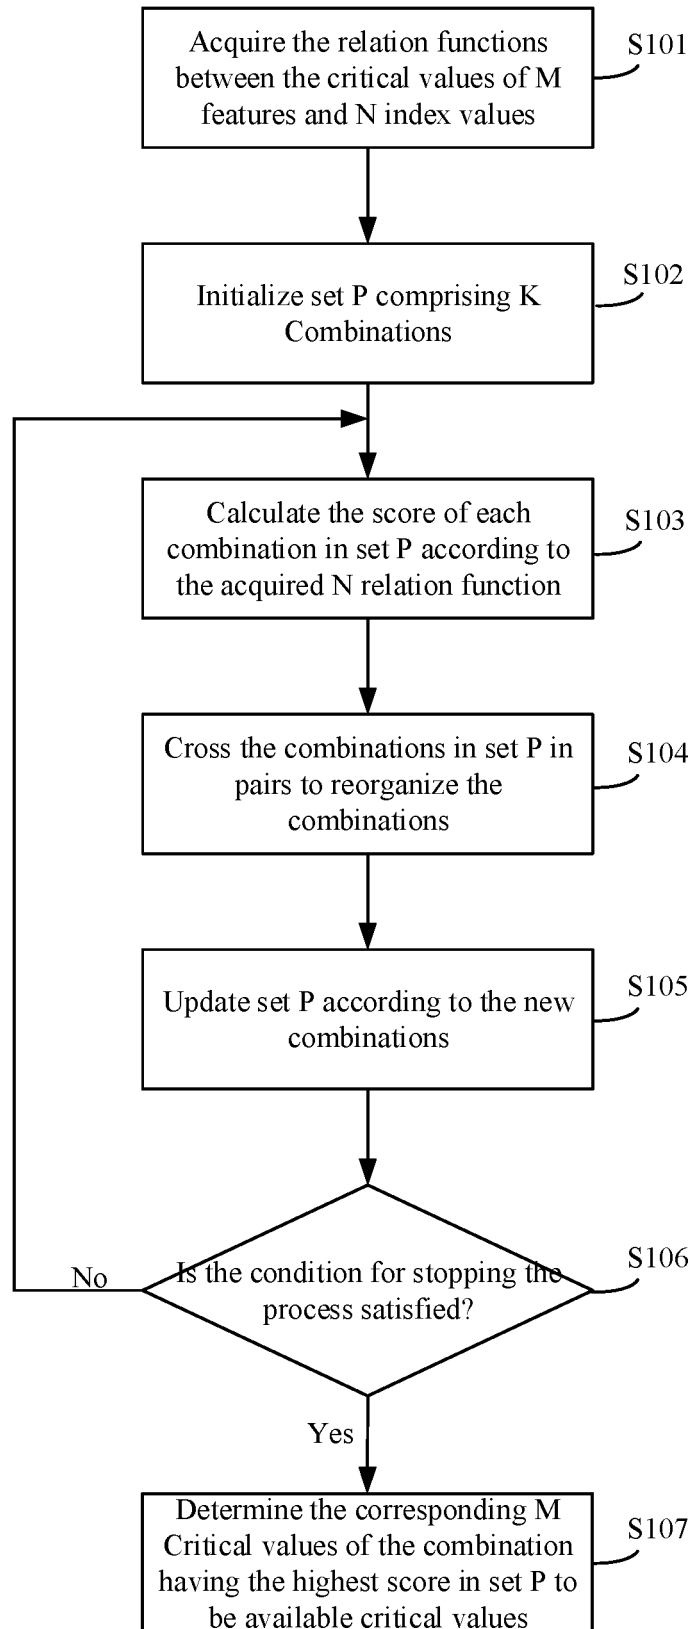 Acquire the relation functions
between the critical values of M
features and N index values
S101
Initialize set P comprising K
Combinations
S102
Calculate the score of each
combination in set P according to
the acquired N relation function
S103
Cross the combinations in set P in
pairs to reorganize the
combinations
S104
Update set P according to the new
combinations
S105
Is the condition for stopping the
process satisfied?
S106
No
Yes
Determine the corresponding M
Critical values of the combination
having the highest score in set P to
be available critical values
S107